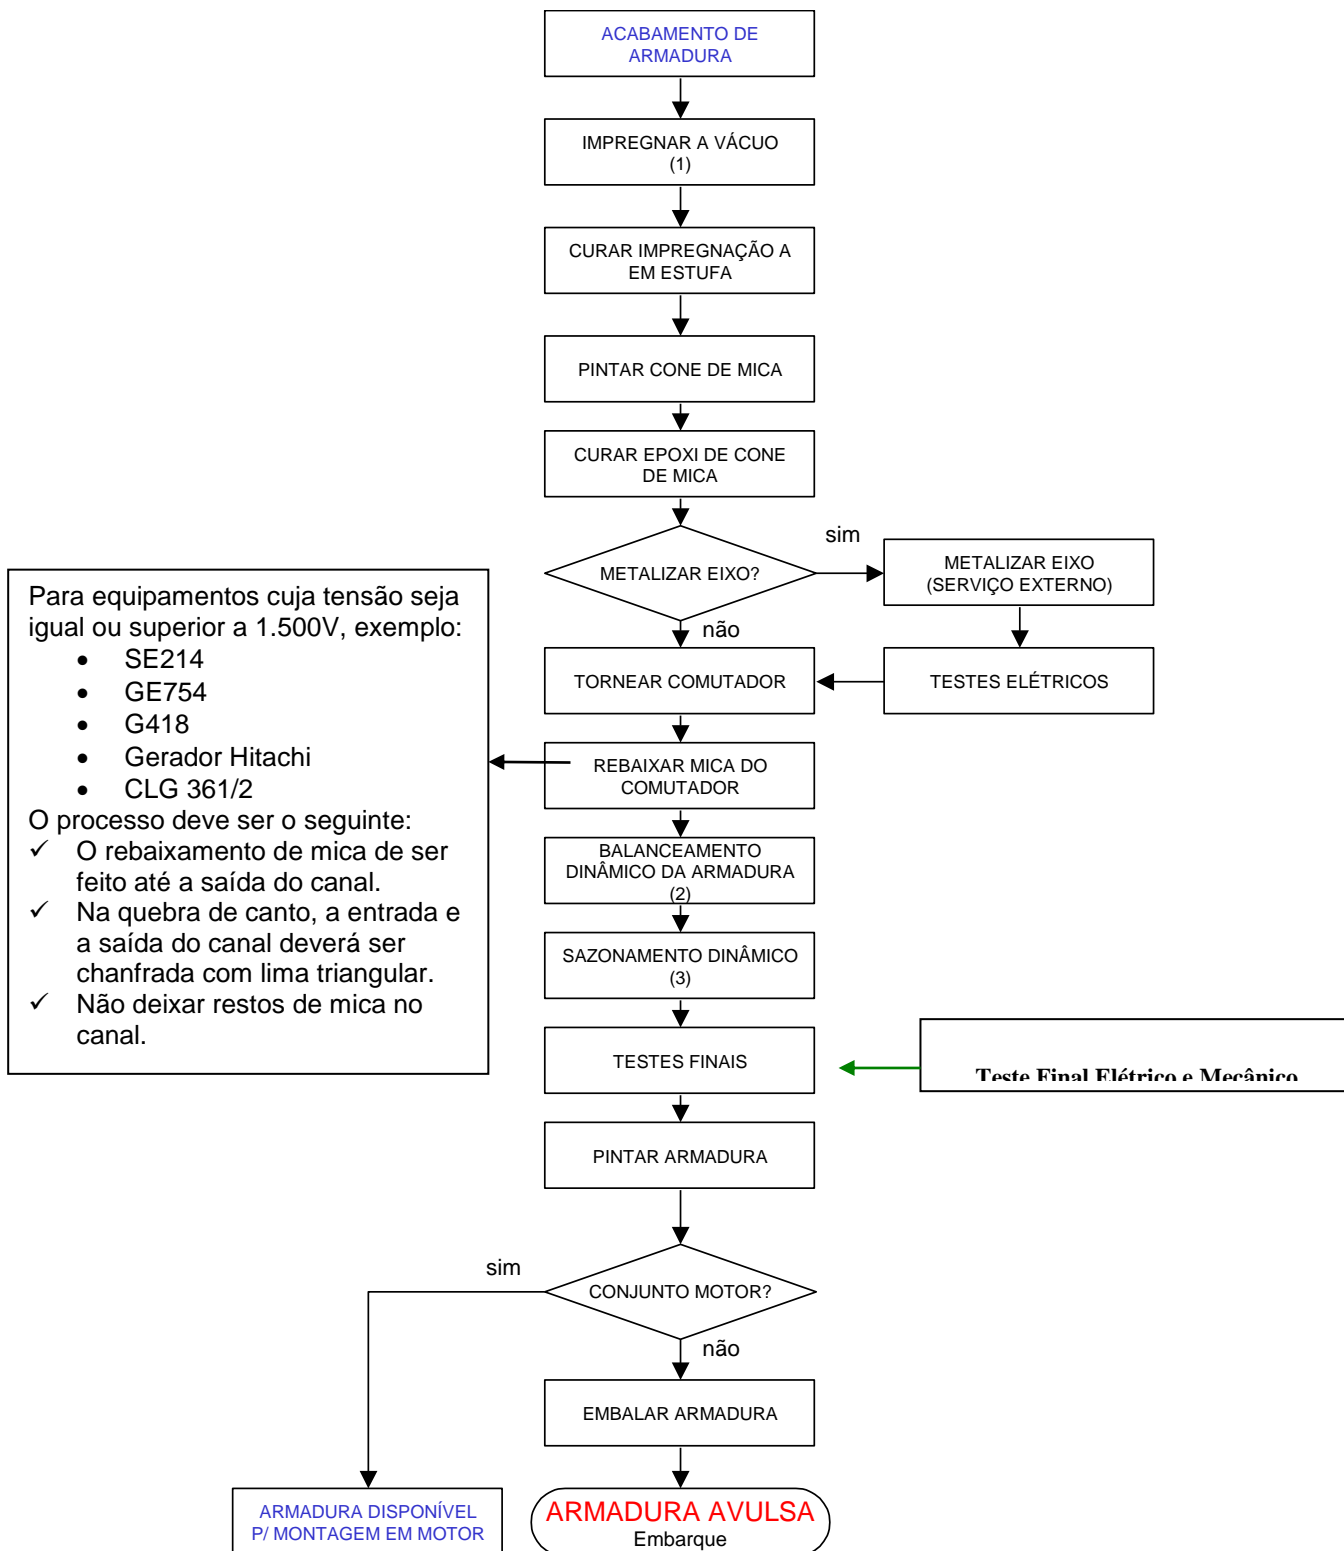 ACABAMENTO DE
ARMADURA
IMPREGNAR A VÁCUO
(1)
CURAR IMPREGNAÇÃO A
EM ESTUFA
PINTAR CONE DE MICA
CURAR EPOXI DE CONE
DE MICA
METALIZAR EIXO?
sim
METALIZAR EIXO
(SERVIÇO EXTERNO)
não
TESTES ELÉTRICOS
TORNEAR COMUTADOR
REBAIXAR MICA DO
COMUTADOR
Para equipamentos cuja tensão seja
igual ou superior a 1.500V, exemplo:
• SE214
• GE754
• G418
• Gerador Hitachi
• CLG 361/2
O processo deve ser o seguinte:
✓ O rebaixamento de mica de ser
feito até a saída do canal.
✓ Na quebra de canto, a entrada e
a saída do canal deverá ser
chanfrada com lima triangular.
✓ Não deixar restos de mica no
canal.
BALANCEAMENTO
DINÂMICO DA ARMADURA
(2)
SAZONAMENTO DINÂMICO
(3)
TESTES FINAIS
Teste Final Elétrico e Mecânico
PINTAR ARMADURA
CONJUNTO MOTOR?
sim
não
EMBALAR ARMADURA
ARMADURA DISPONÍVEL
P/ MONTAGEM EM MOTOR
ARMADURA AVULSA
Embarque